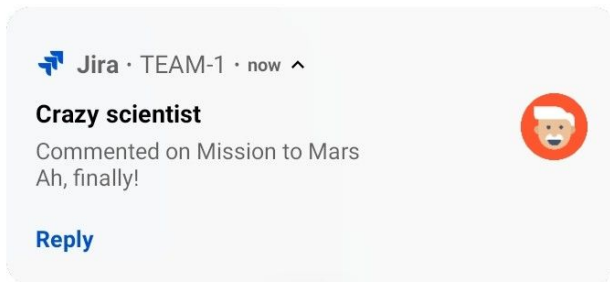 Jira · TEAM-1 · now
Crazy scientist
Commented on Mission to Mars
Ah, finally!
Reply